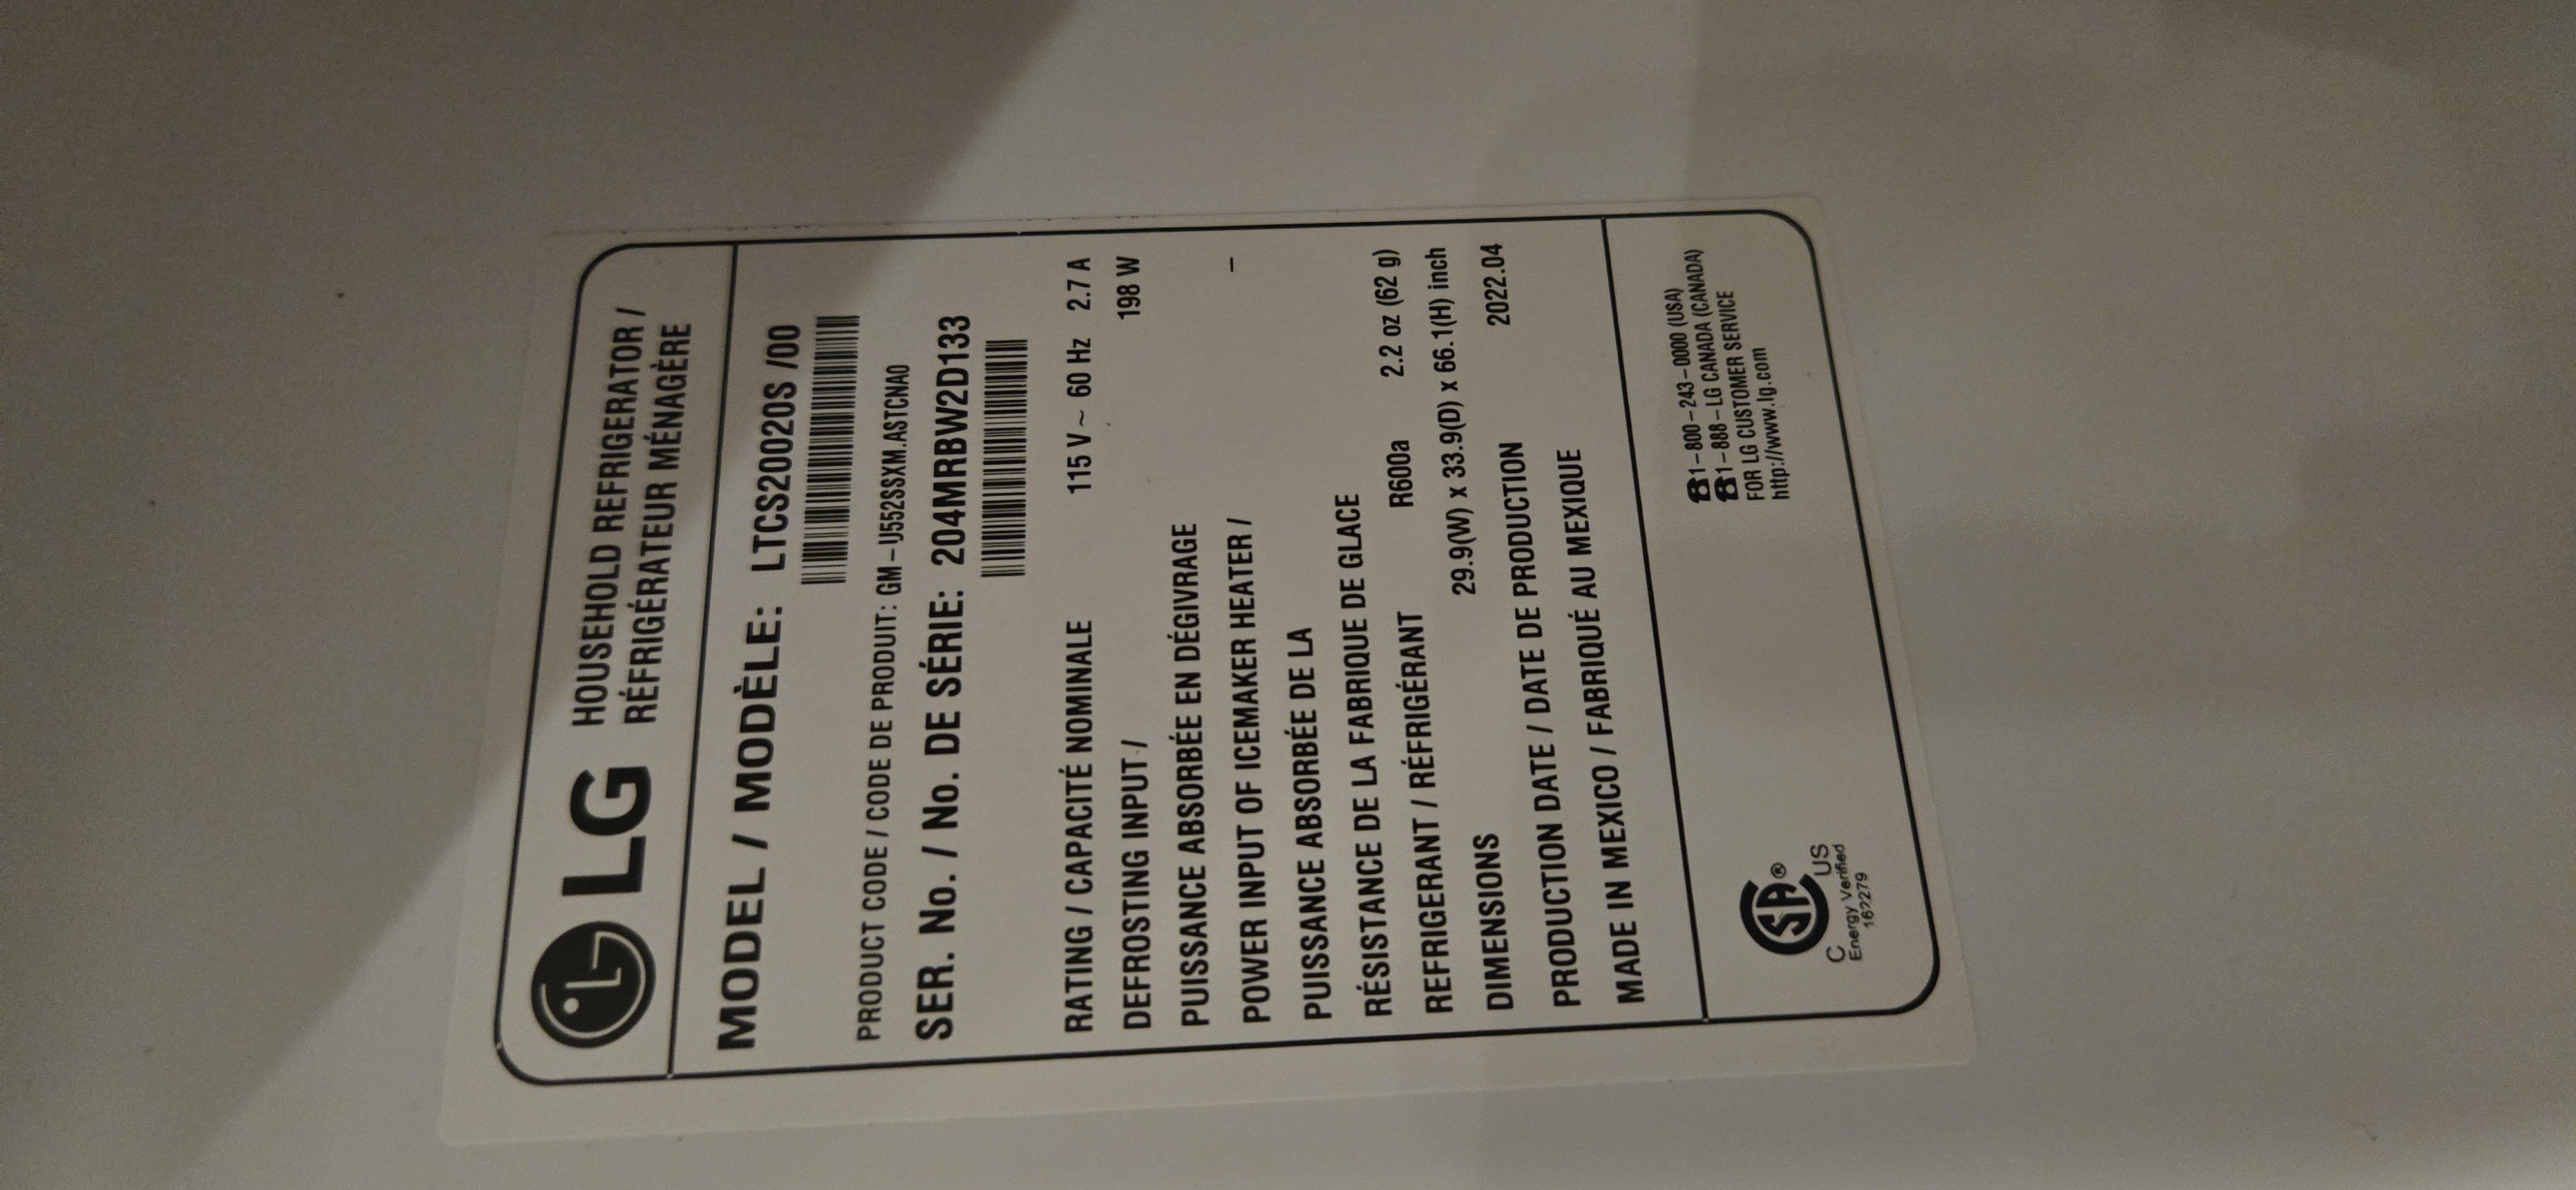 LG HOUSEHOLD REFRIGERATOR /
RÉFRIGÉRATEUR MÉNAGÈRE
MODEL / MODÈLE: LTCS20020S /00
PRODUCT CODE / CODE DE PRODUIT: GM-U552SSXM.ASTCNA0
SER. No. / No. DE SÉRIE: 204MRBW2D133
RATING / CAPACITÉ NOMINALE 115 V ~ 60 Hz 2.7 A
DEFROSTING INPUT / 198 W
PUISSANCE ABSORBÉE EN DÉGIVRAGE
POWER INPUT OF ICEMAKER HEATER / –
PUISSANCE ABSORBÉE DE LA
RÉSISTANCE DE LA FABRIQUE DE GLACE
REFRIGERANT / RÉFRIGÉRANT R600a 2.2 oz (62 g)
DIMENSIONS 29.9(W) x 33.9(D) x 66.1(H) inch
PRODUCTION DATE / DATE DE PRODUCTION 2022.04
MADE IN MEXICO / FABRIQUÉ AU MEXIQUE
☎1-800-243-0000 (USA)
☎1-888-LG CANADA (CANADA)
FOR LG CUSTOMER SERVICE
http://www.lg.com
SA®
C US
Energy Verified
162279